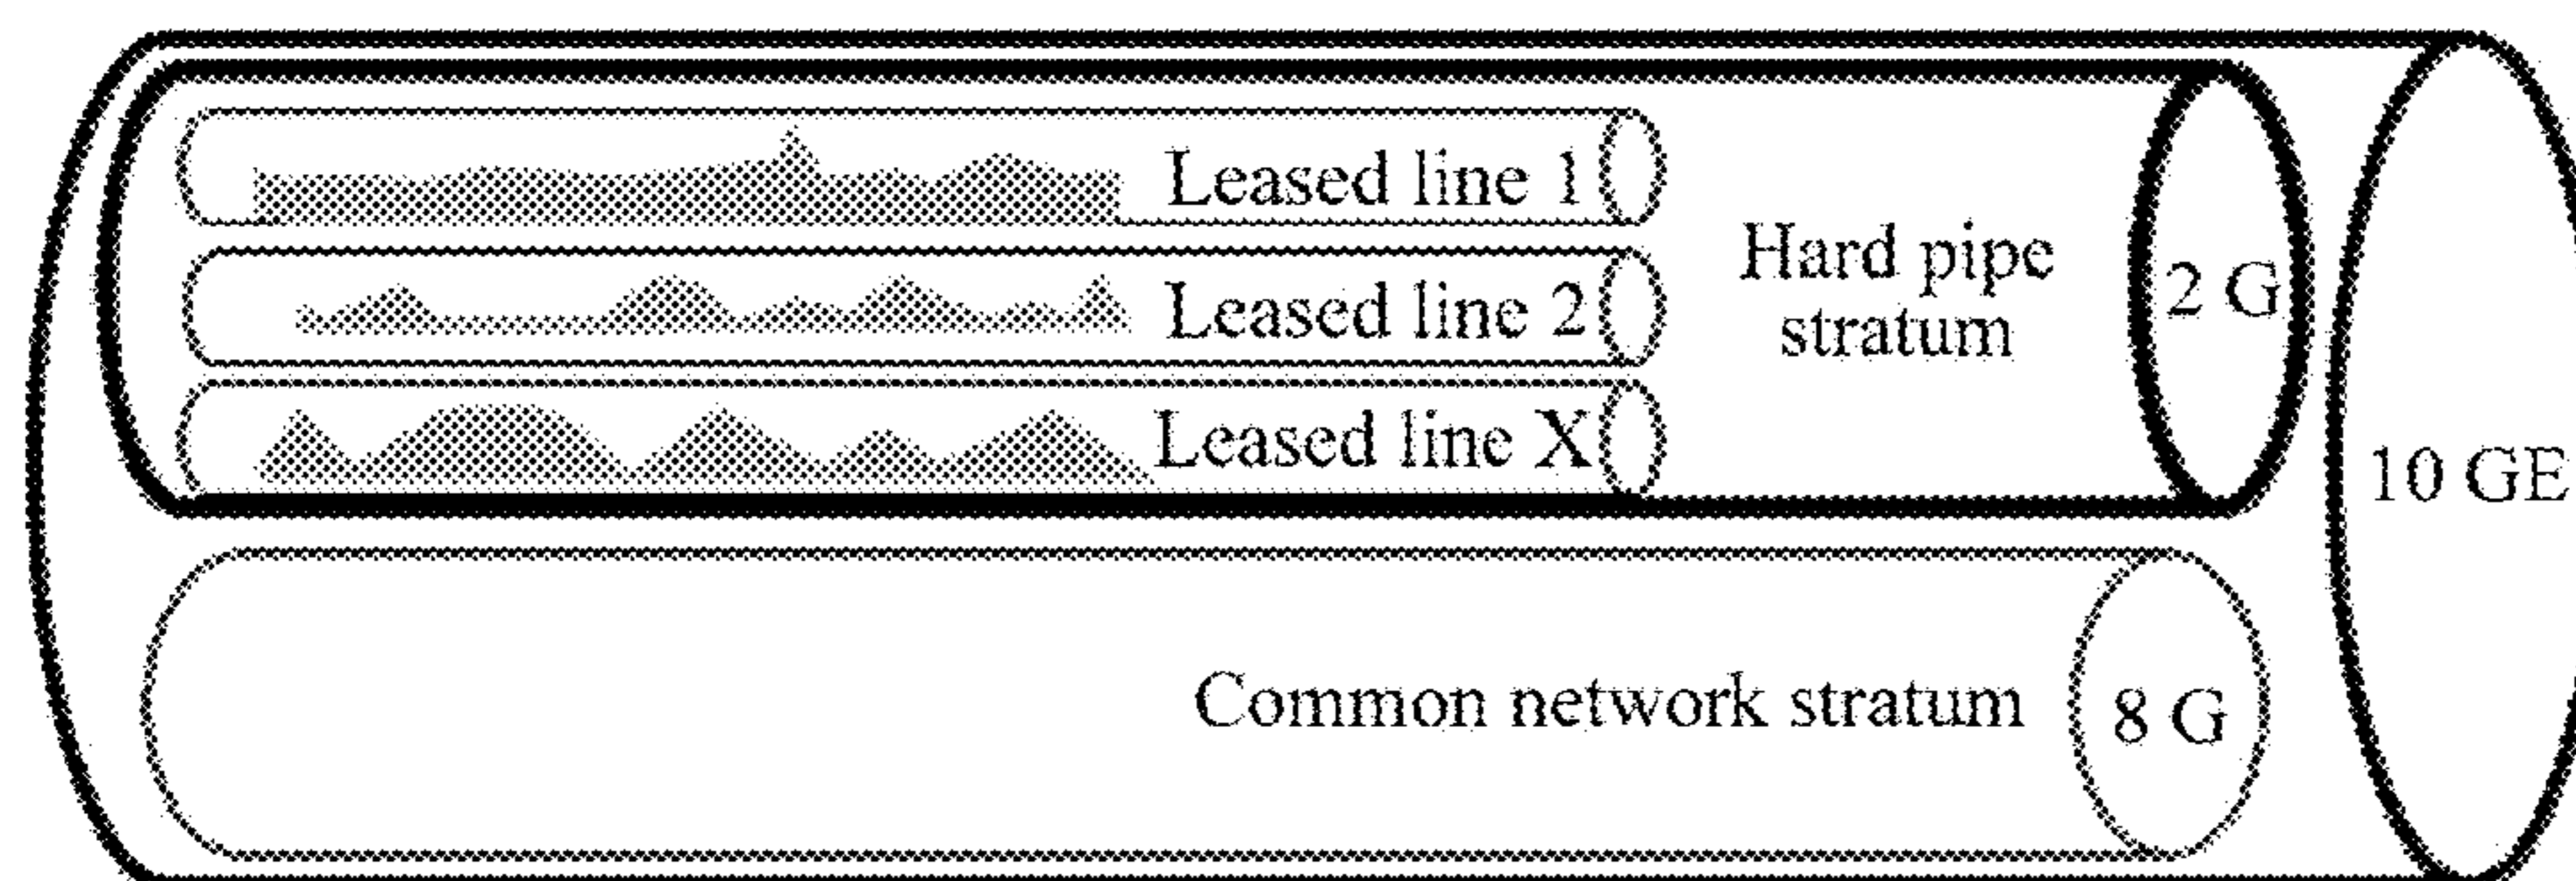 Leased line 1
Leased line 2
Leased line X
Hard pipe
stratum
2 G
10 GE
Common network stratum
8 G